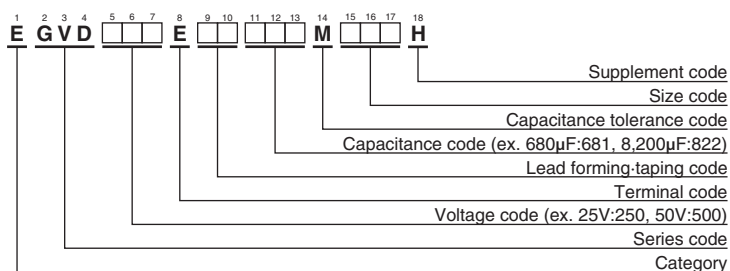 1 2 3 4 5 6 7 8 9 10 11 12 13 14 15 16 17 18
E GVD □□□ E □□ □□□ M □□□ H
Supplement code
Size code
Capacitance tolerance code
Capacitance code (ex. 680µF:681, 8,200µF:822)
Lead forming·taping code
Terminal code
Voltage code (ex. 25V:250, 50V:500)
Series code
Category